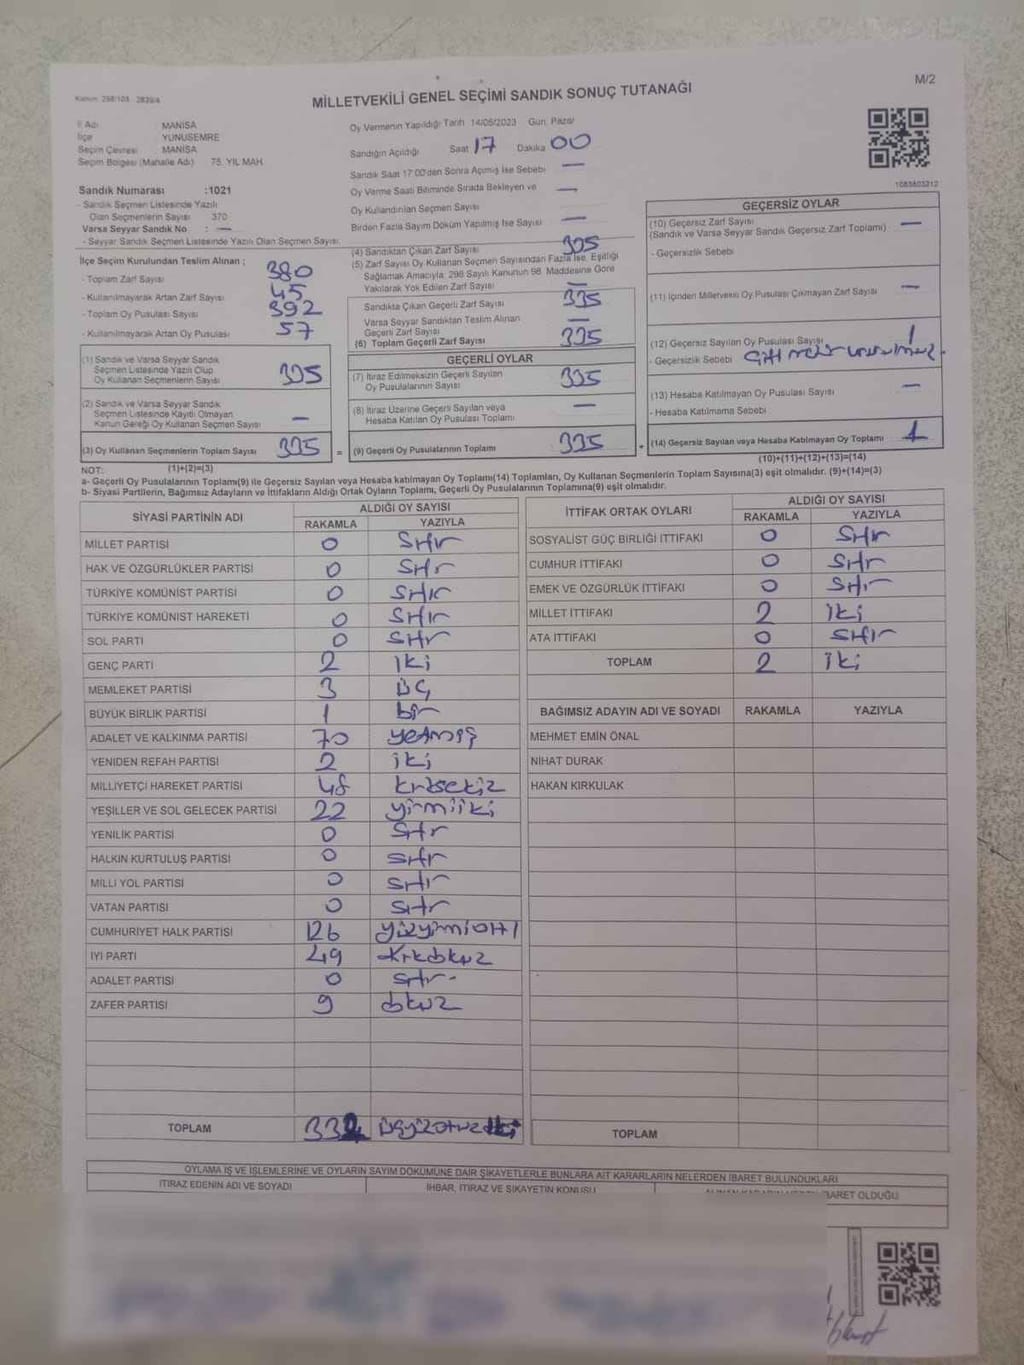 M/2
Kanun 298/103 2839/4
MİLLETVEKİLİ GENEL SEÇİMİ SANDIK SONUÇ TUTANAĞI
İl Adı MANİSA
İlçe YUNUSEMRE
Seçim Çevresi MANİSA
Seçim Bölgesi (Mahalle Adı) 75. YIL MAH.
Sandık Numarası :1021
- Sandık Seçmen Listesinde Yazılı
Olan Seçmenlerin Sayısı 370
Varsa Seyyar Sandık No : —
- Seyyar Sandık Seçmen Listesinde Yazılı Olan Seçmen Sayısı:
İlçe Seçim Kurulundan Teslim Alınan ;
- Toplam Zarf Sayısı 380
- Kullanılmayarak Artan Zarf Sayısı 45
- Toplam Oy Pusulası Sayısı 392
- Kullanılmayarak Artan Oy Pusulası 57
(1) Sandık ve Varsa Seyyar Sandık
Seçmen Listesinde Yazılı Olup
Oy Kullanan Seçmenlerin Sayısı 335
(2) Sandık ve Varsa Seyyar Sandık
Seçmen Listesinde Kayıtlı Olmayan
Kanun Gereği Oy Kullanan Seçmen Sayısı —
(3) Oy Kullanan Seçmenlerin Toplam Sayısı 335
Oy Vermenin Yapıldığı Tarih 14/05/2023 Gün: Pazar
Sandığın Açıldığı Saat 17 Dakika 00
Sandık Saat 17:00'den Sonra Açılmış İse Sebebi —
Oy Verme Saati Bitiminde Sırada Bekleyen ve —
Oy Kullandırılan Seçmen Sayısı
Birden Fazla Sayım Döküm Yapılmış İse Sayısı —
(4) Sandıktan Çıkan Zarf Sayısı 335
(5) Zarf Sayısı Oy Kullanan Seçmen Sayısından Fazla İse, Eşitliği
Sağlamak Amacıyla; 298 Sayılı Kanunun 98. Maddesine Göre
Yakılarak Yok Edilen Zarf Sayısı —
Sandıkta Çıkan Geçerli Zarf Sayısı 335
Varsa Seyyar Sandıktan Teslim Alınan
Geçerli Zarf Sayısı —
(6) Toplam Geçerli Zarf Sayısı 335
GEÇERLİ OYLAR
(7) İtiraz Edilmeksizin Geçerli Sayılan
Oy Pusulalarının Sayısı 335
(8) İtiraz Üzerine Geçerli Sayılan veya
Hesaba Katılan Oy Pusulası Toplamı —
= (9) Geçerli Oy Pusulalarının Toplamı 335
1083803212
GEÇERSİZ OYLAR
(10) Geçersiz Zarf Sayısı —
(Sandık ve Varsa Seyyar Sandık Geçersiz Zarf Toplamı)
- Geçersizlik Sebebi
(11) İçinden Milletvekili Oy Pusulası Çıkmayan Zarf Sayısı —
(12) Geçersiz Sayılan Oy Pusulası Sayısı 1
- Geçersizlik Sebebi
(13) Hesaba Katılmayan Oy Pusulası Sayısı —
- Hesaba Katılmama Sebebi
+ (14) Geçersiz Sayılan veya Hesaba Katılmayan Oy Toplamı 1
NOT: (1)+(2)=(3) (10)+(11)+(12)+(13)=(14)
a- Geçerli Oy Pusulalarının Toplamı(9) ile Geçersiz Sayılan veya Hesaba katılmayan Oy Toplamı(14) Toplamları, Oy Kullanan Seçmenlerin Toplam Sayısına(3) eşit olmalıdır. (9)+(14)=(3)
b- Siyasi Partilerin, Bağımsız Adayların ve İttifakların Aldığı Ortak Oyların Toplamı, Geçerli Oy Pusulalarının Toplamına(9) eşit olmalıdır.
SİYASİ PARTİNİN ADI ALDIĞI OY SAYISI
RAKAMLA YAZIYLA
MİLLET PARTİSİ 0 SIfır
HAK VE ÖZGÜRLÜKLER PARTİSİ 0 SIfır
TÜRKİYE KOMÜNİST PARTİSİ 0 SIfır
TÜRKİYE KOMÜNİST HAREKETİ 0 SIfır
SOL PARTİ 0 SIfır
GENÇ PARTİ 2 iki
MEMLEKET PARTİSİ 3 üç
BÜYÜK BİRLİK PARTİSİ 1 bir
ADALET VE KALKINMA PARTİSİ 70 yetmiş
YENİDEN REFAH PARTİSİ 2 iki
MİLLİYETÇİ HAREKET PARTİSİ 48 kırksekiz
YEŞİLLER VE SOL GELECEK PARTİSİ 22 yirmiiki
YENİLİK PARTİSİ 0 SIfır
HALKIN KURTULUŞ PARTİSİ 0 SIfır
MİLLİ YOL PARTİSİ 0 SIfır
VATAN PARTİSİ 0 SIfır
CUMHURİYET HALK PARTİSİ 126 yüzyirmialtı
İYİ PARTİ 49 Kırkdokuz
ADALET PARTİSİ 0 SIfır
ZAFER PARTİSİ 9 dokuz
TOPLAM 332 üçyüzotuziki
İTTİFAK ORTAK OYLARI ALDIĞI OY SAYISI
RAKAMLA YAZIYLA
SOSYALİST GÜÇ BİRLİĞİ İTTİFAKI 0 SIfır
CUMHUR İTTİFAKI 0 SIfır
EMEK VE ÖZGÜRLÜK İTTİFAKI 0 SIfır
MİLLET İTTİFAKI 2 iki
ATA İTTİFAKI 0 SIfır
TOPLAM 2 iki
BAĞIMSIZ ADAYIN ADI VE SOYADI RAKAMLA YAZIYLA
MEHMET EMİN ÖNAL
NİHAT DURAK
HAKAN KIRKULAK
TOPLAM
OYLAMA İŞ VE İŞLEMLERİNE VE OYLARIN SAYIM DÖKÜMÜNE DAİR ŞİKAYETLERLE BUNLARA AİT KARARLARIN NELERDEN İBARET BULUNDUKLARI
İTİRAZ EDENİN ADI VE SOYADI İHBAR, İTİRAZ VE ŞİKAYETİN KONUSU İBARET OLDUĞU